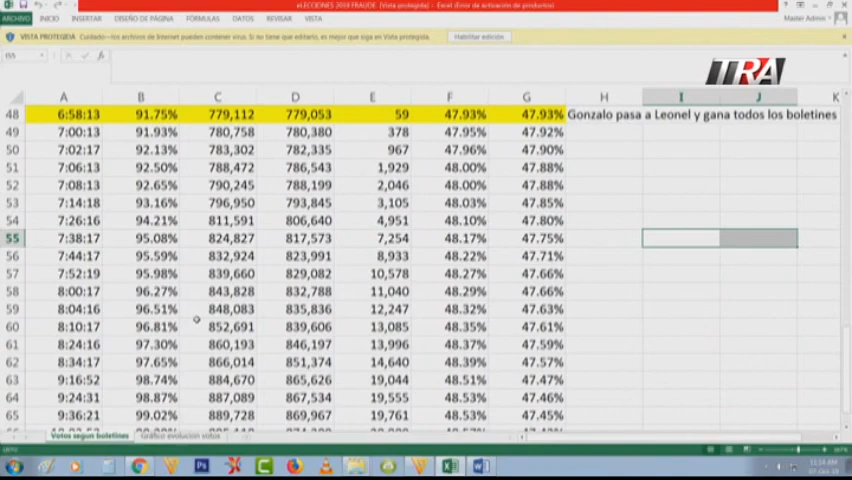 eLECCIONES 2019 FRAUDE [Vista protegida] - Excel (Error de activación de productos)
ARCHIVO INICIO INSERTAR DISEÑO DE PÁGINA FÓRMULAS DATOS REVISAR VISTA Master Admin
VISTA PROTEGIDA Cuidado—los archivos de Internet pueden contener virus. Si no tiene que editarlo, es mejor que siga en Vista protegida. Habilitar edición
I55
TRA
A B C D E F G H I J K
48 6:58:13 91.75% 779,112 779,053 59 47.93% 47.93% Gonzalo pasa a Leonel y gana todos los boletines
49 7:00:13 91.93% 780,758 780,380 378 47.95% 47.92%
50 7:02:17 92.13% 783,302 782,335 967 47.96% 47.90%
51 7:06:13 92.50% 788,472 786,543 1,929 48.00% 47.88%
52 7:08:13 92.65% 790,245 788,199 2,046 48.00% 47.88%
53 7:14:18 93.16% 796,950 793,845 3,105 48.03% 47.85%
54 7:26:16 94.21% 811,591 806,640 4,951 48.10% 47.80%
55 7:38:17 95.08% 824,827 817,573 7,254 48.17% 47.75%
56 7:44:17 95.59% 832,924 823,991 8,933 48.22% 47.71%
57 7:52:19 95.98% 839,660 829,082 10,578 48.27% 47.66%
58 8:00:17 96.27% 843,828 832,788 11,040 48.29% 47.66%
59 8:04:16 96.51% 848,083 835,836 12,247 48.32% 47.63%
60 8:10:17 96.81% 852,691 839,606 13,085 48.35% 47.61%
61 8:24:16 97.30% 860,193 846,197 13,996 48.37% 47.59%
62 8:34:17 97.65% 866,014 851,374 14,640 48.39% 47.57%
63 9:16:52 98.74% 884,670 865,626 19,044 48.51% 47.47%
64 9:24:31 98.87% 887,089 867,534 19,555 48.53% 47.46%
65 9:36:21 99.02% 889,728 869,967 19,761 48.53% 47.45%
Votos segun boletines Gráfico evolucion votos
11:24 AM